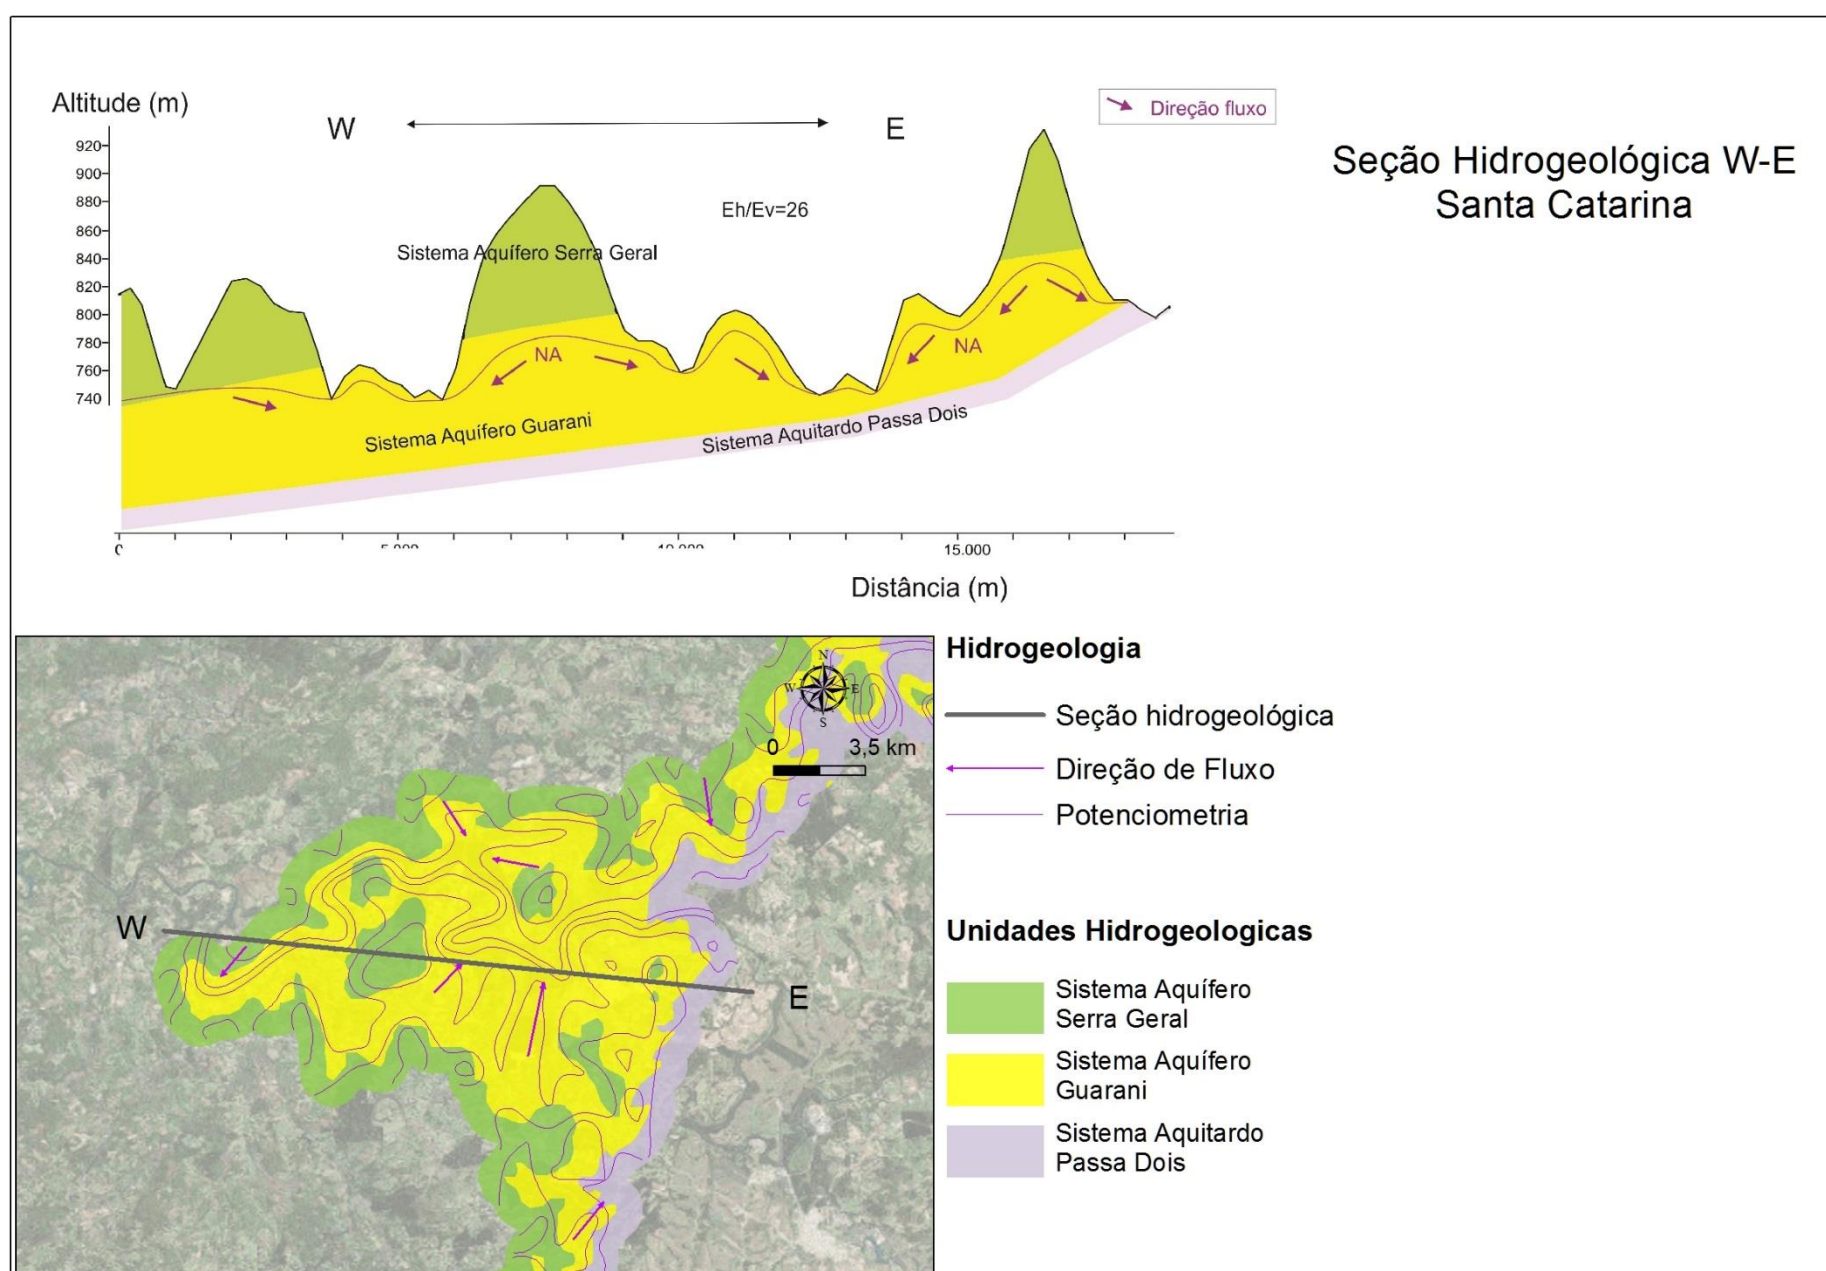 Altitude (m)
W
E
Direção fluxo
Seção Hidrogeológica W-E
Santa Catarina
920
900
880
860
840
820
800
780
760
740
Eh/Ev=26
Sistema Aquífero Serra Geral
NA
NA
Sistema Aquífero Guarani
Sistema Aquitardo Passa Dois
15.000
Distância (m)
N
W
E
S
0 3,5 km
W
E
Hidrogeologia
Seção hidrogeológica
Direção de Fluxo
Potenciometria
Unidades Hidrogeologicas
Sistema Aquífero
Serra Geral
Sistema Aquífero
Guarani
Sistema Aquitardo
Passa Dois